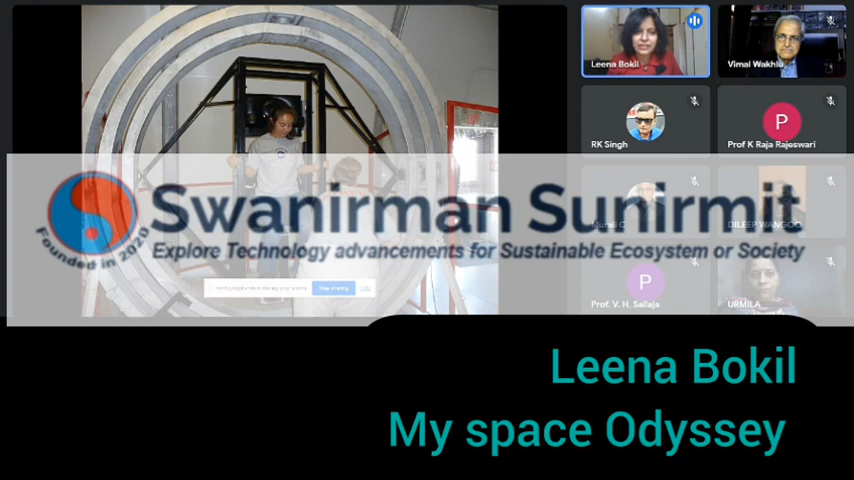 Leena Bokil
Vimal Wakhlu
RK Singh
P
Prof K Raja Rajeswari
Swanirman Sunirmit
Founded in 2020
Explore Technology advancements for Sustainable Ecosystem or Society
Murali C
DILEEP WANGOO
P
Prof. V. H. Sailaja
URMILA
Stop sharing
Leena Bokil
My space Odyssey